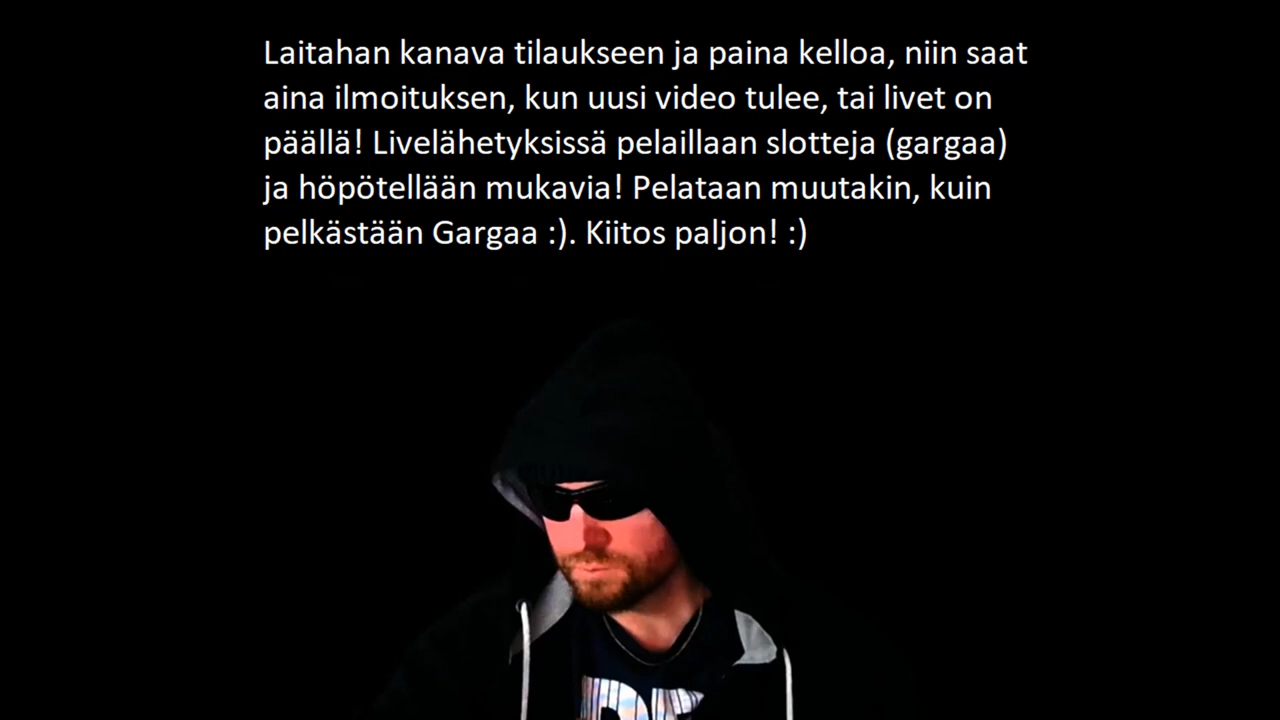 Laitahan kanava tilaukseen ja paina kelloa, niin saat
aina ilmoituksen, kun uusi video tulee, tai livet on
päällä! Livelähetyksissä pelaillaan slotteja (gargaa)
ja höpötellään mukavia! Pelataan muutakin, kuin
pelkästään Gargaa :). Kiitos paljon! :)